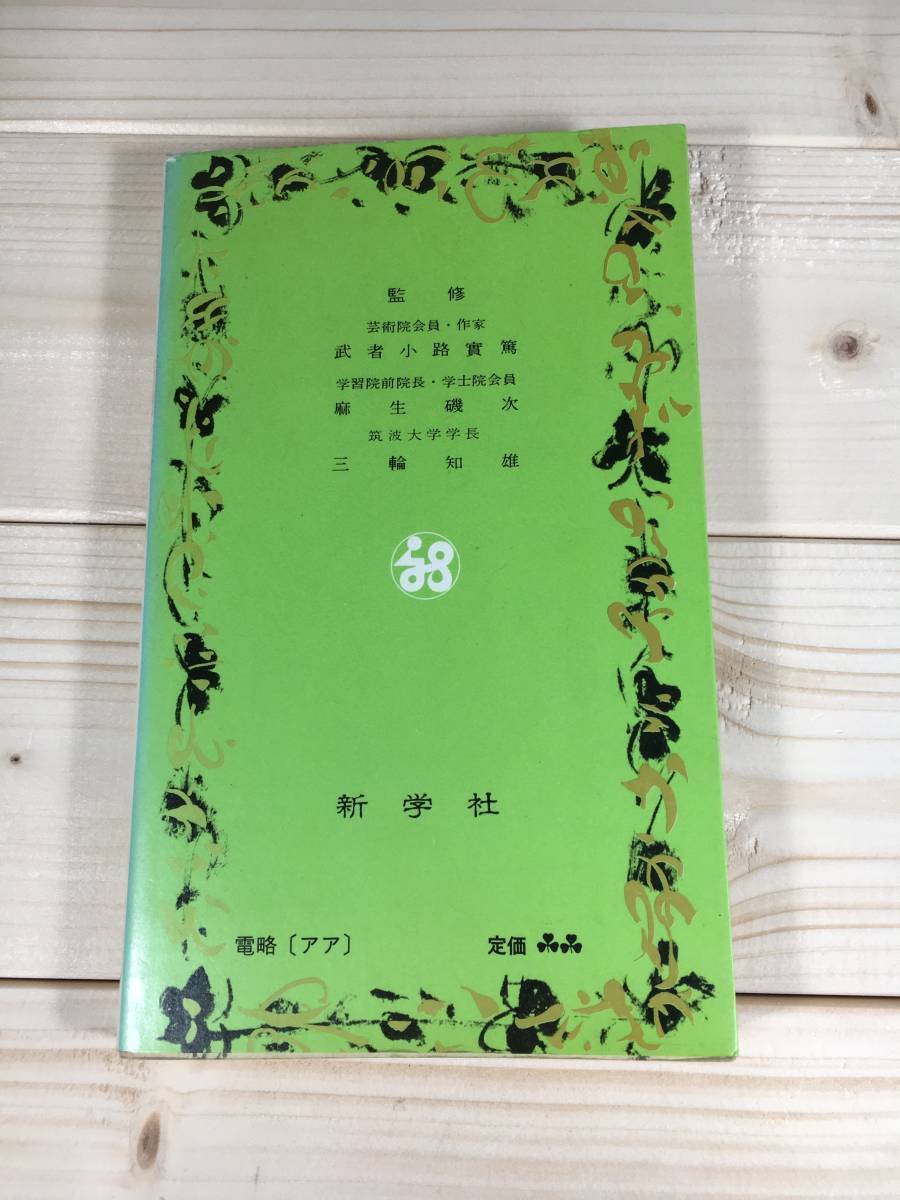 監修
芸術院会員・作家
武者小路實篤
学習院前院長・学士院会員
麻生磯次
筑波大学学長
三輪知雄
新学社
電略〔アア〕
定価